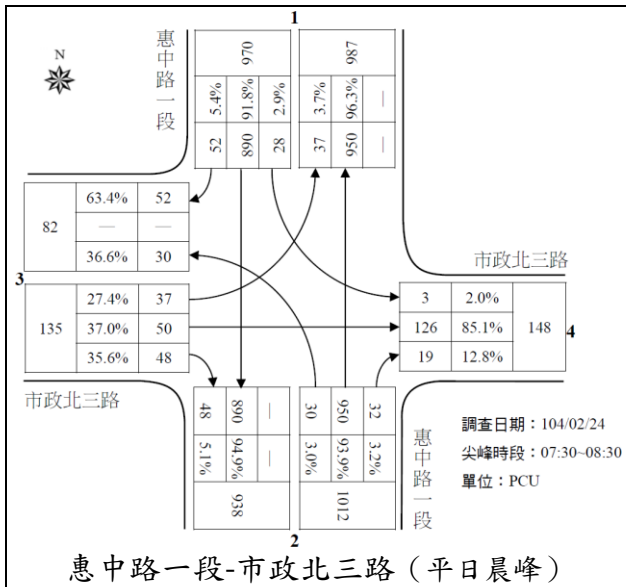 1
N
惠中路一段
970
5.4% 91.8% 2.9%
52 890 28
987
3.7% 96.3% —
37 950 —
82
63.4% 52
— —
36.6% 30
3
135
27.4% 37
37.0% 50
35.6% 48
市政北三路
市政北三路
3 2.0%
126 85.1%
19 12.8%
148
4
48 890 —
5.1% 94.9% —
938
30 950 32
3.0% 93.9% 3.2%
1012
2
惠中路一段
調查日期：104/02/24
尖峰時段：07:30~08:30
單位：PCU
惠中路一段-市政北三路（平日晨峰）